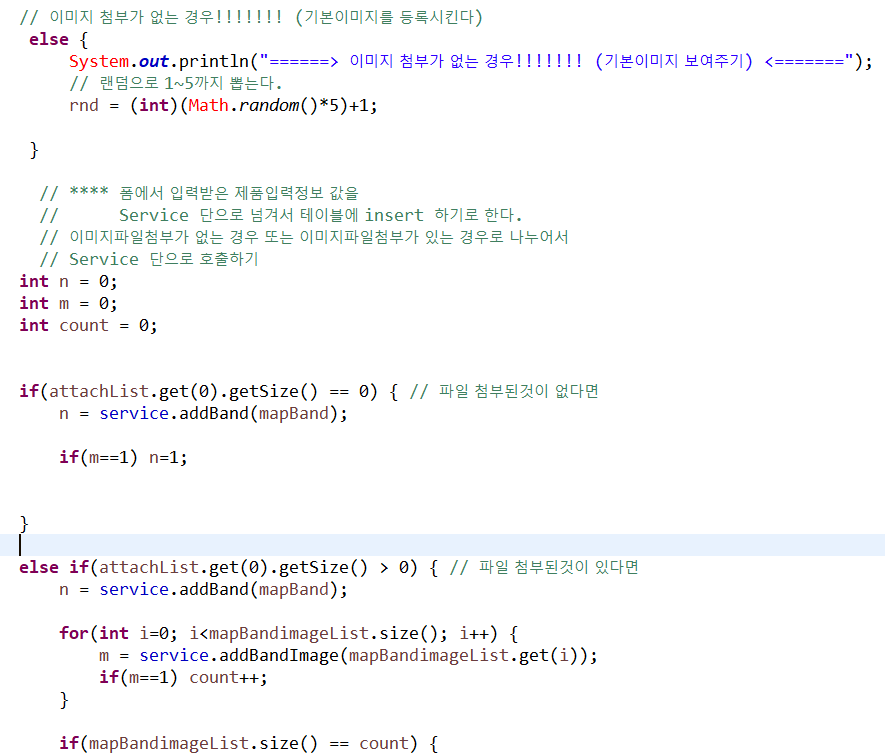 // 이미지 첨부가 없는 경우!!!!!!! (기본이미지를 등록시킨다)
else {
System.out.println("======> 이미지 첨부가 없는 경우!!!!!!! (기본이미지 보여주기) <=======");
// 랜덤으로 1~5까지 뽑는다.
rnd = (int)(Math.random()*5)+1;
}
// **** 폼에서 입력받은 제품입력정보 값을
// Service 단으로 넘겨서 테이블에 insert 하기로 한다.
// 이미지파일첨부가 없는 경우 또는 이미지파일첨부가 있는 경우로 나누어서
// Service 단으로 호출하기
int n = 0;
int m = 0;
int count = 0;
if(attachList.get(0).getSize() == 0) { // 파일 첨부된것이 없다면
n = service.addBand(mapBand);
if(m==1) n=1;
}
else if(attachList.get(0).getSize() > 0) { // 파일 첨부된것이 있다면
n = service.addBand(mapBand);
for(int i=0; i<mapBandimageList.size(); i++) {
m = service.addBandImage(mapBandimageList.get(i));
if(m==1) count++;
}
if(mapBandimageList.size() == count) {